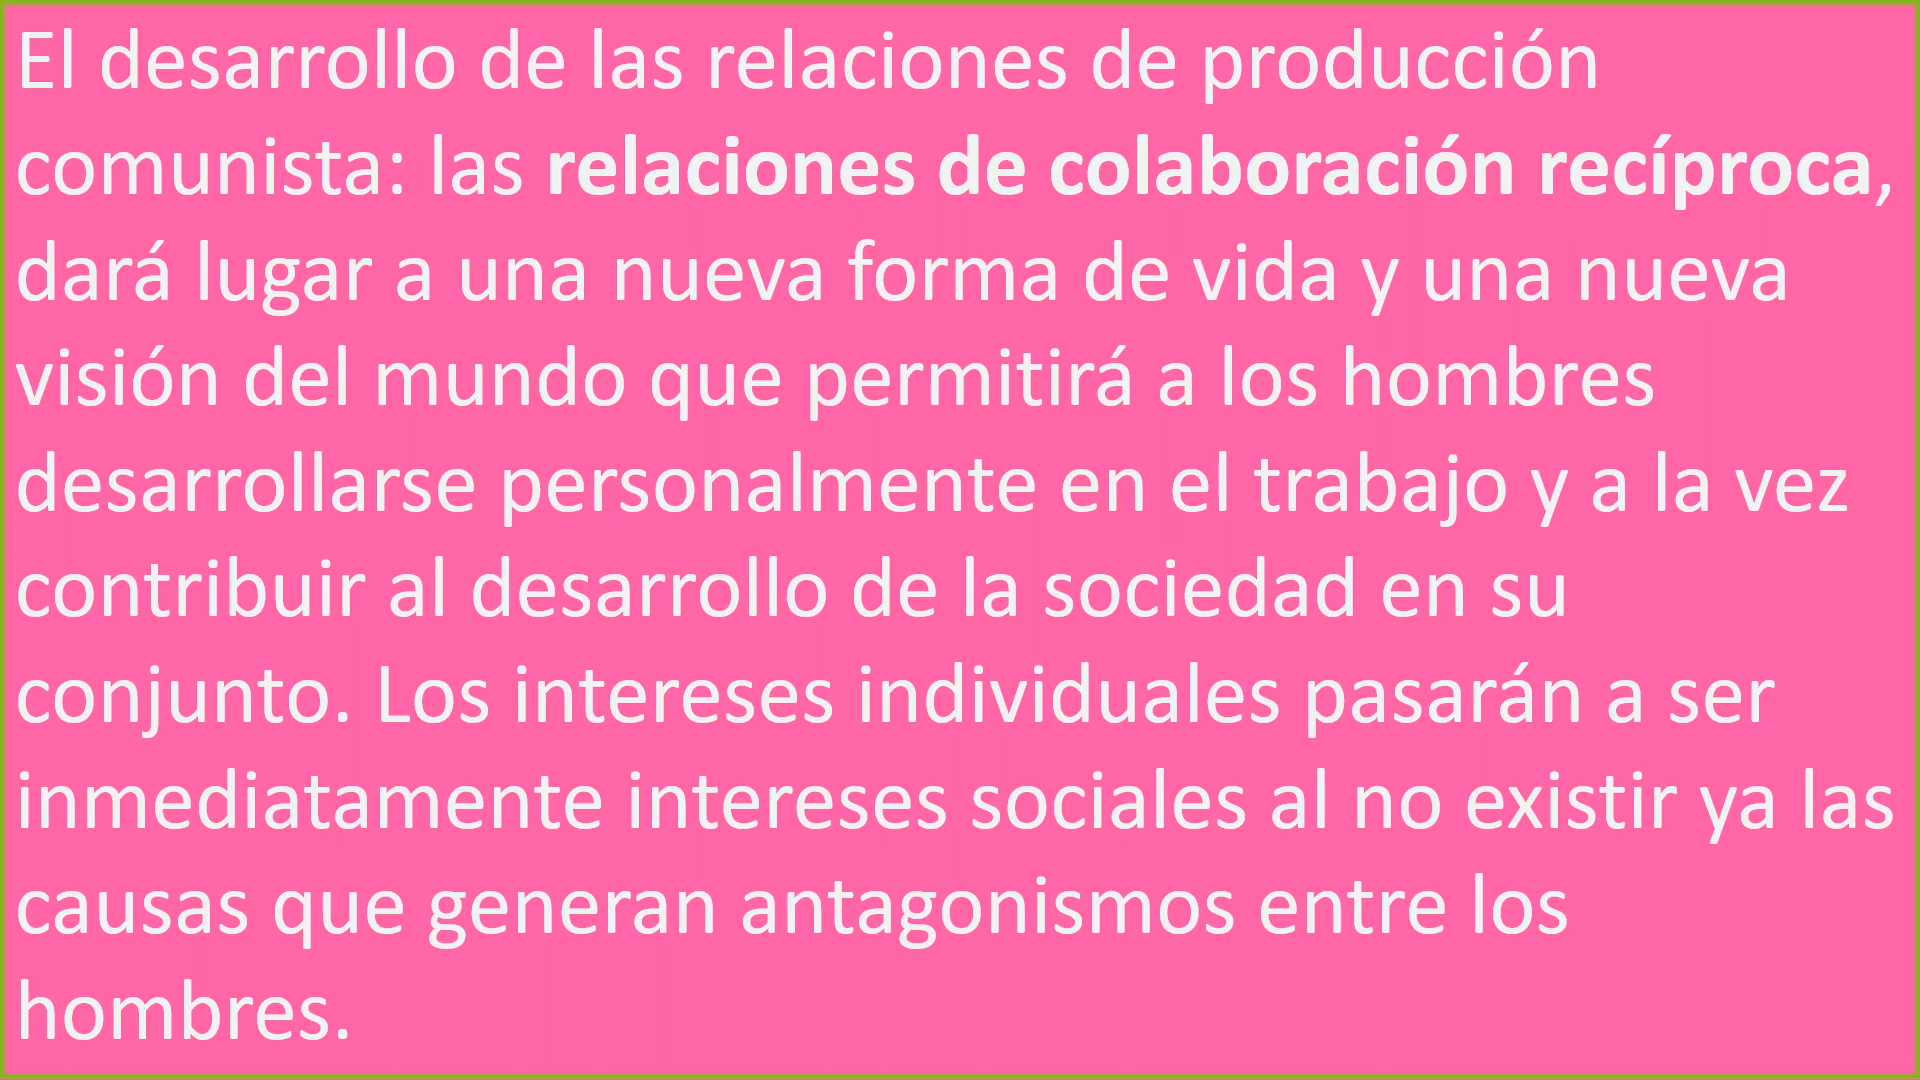 El desarrollo de las relaciones de producción
comunista: las relaciones de colaboración recíproca,
dará lugar a una nueva forma de vida y una nueva
visión del mundo que permitirá a los hombres
desarrollarse personalmente en el trabajo y a la vez
contribuir al desarrollo de la sociedad en su
conjunto. Los intereses individuales pasarán a ser
inmediatamente intereses sociales al no existir ya las
causas que generan antagonismos entre los
hombres.